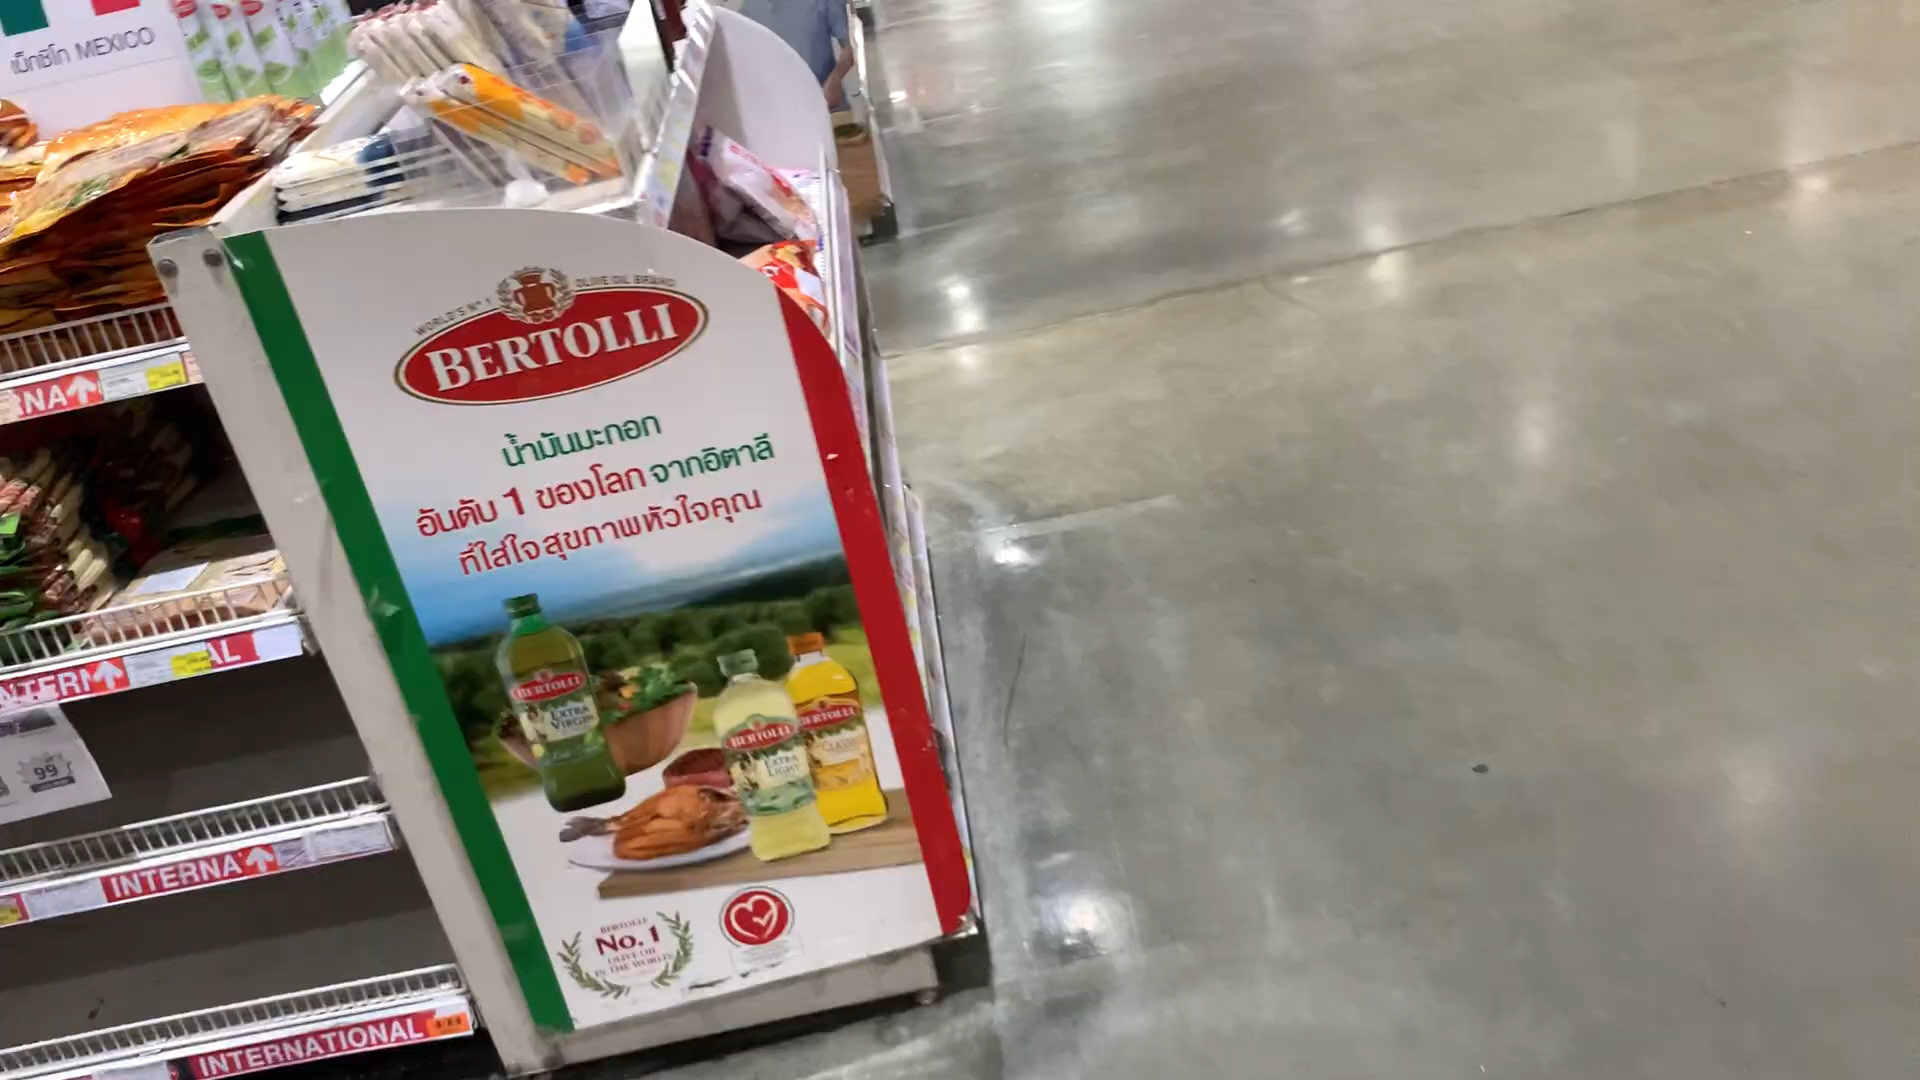 เม็กซิโก MEXICO
WORLD'S Nº 1 OLIVE OIL BRAND
BERTOLLI
น้ำมันมะกอก
อันดับ 1 ของโลก จากอิตาลี
ที่ใส่ใจสุขภาพหัวใจคุณ
BERTOLLI
EXTRA
VIRGIN
BERTOLLI
EXTRA
LIGHT
BERTOLLI
CLASSICO
BERTOLLI
No. 1
OLIVE OIL
IN THE WORLD
RNA
INTERN AL
99
INTERNA
INTERNATIONAL